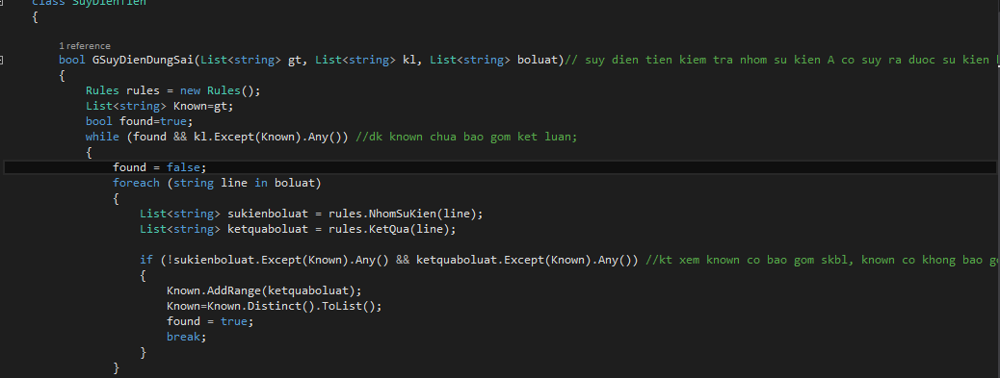 class SuyDienTien
{
1 reference
bool GSuyDienDungSai(List<string> gt, List<string> kl, List<string> boluat)// suy dien tien kiem tra nhom su kien A co suy ra duoc su kien
{
Rules rules = new Rules();
List<string> Known=gt;
bool found=true;
while (found && kl.Except(Known).Any()) //dk known chua bao gom ket luan;
{
found = false;
foreach (string line in boluat)
{
List<string> sukienboluat = rules.NhomSuKien(line);
List<string> ketquaboluat = rules.KetQua(line);
if (!sukienboluat.Except(Known).Any() && ketquaboluat.Except(Known).Any()) //kt xem known co bao gom skbl, known co khong bao
{
Known.AddRange(ketquaboluat);
Known=Known.Distinct().ToList();
found = true;
break;
}
}